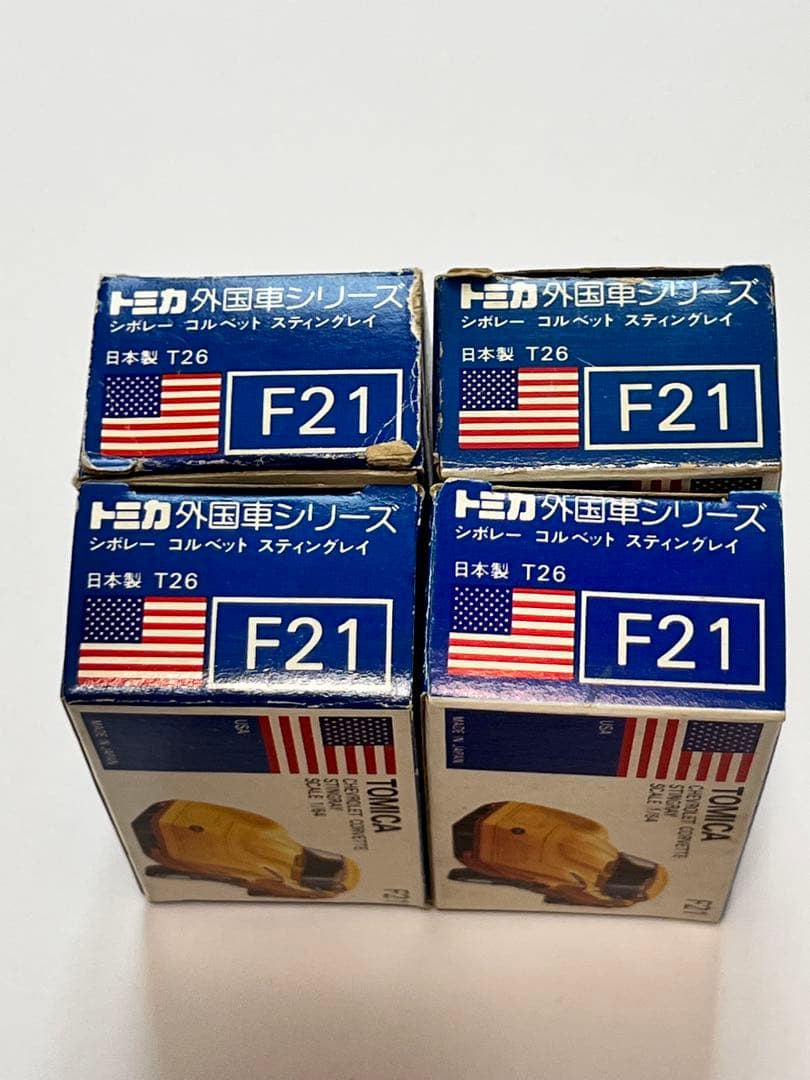 トミカ 外国車シリーズ
シボレー コルベット スティングレイ
日本製 T26
F21
トミカ 外国車シリーズ
シボレー コルベット スティングレイ
日本製 T26
F21
トミカ 外国車シリーズ
シボレー コルベット スティングレイ
日本製 T26
F21
MADE IN JAPAN
USA
TOMICA
CHEVROLET CORVETTE
STINGRAY
SCALE 1/64
F21
トミカ 外国車シリーズ
シボレー コルベット スティングレイ
日本製 T26
F21
MADE IN JAPAN
USA
TOMICA
CHEVROLET CORVETTE
STINGRAY
SCALE 1/64
F21